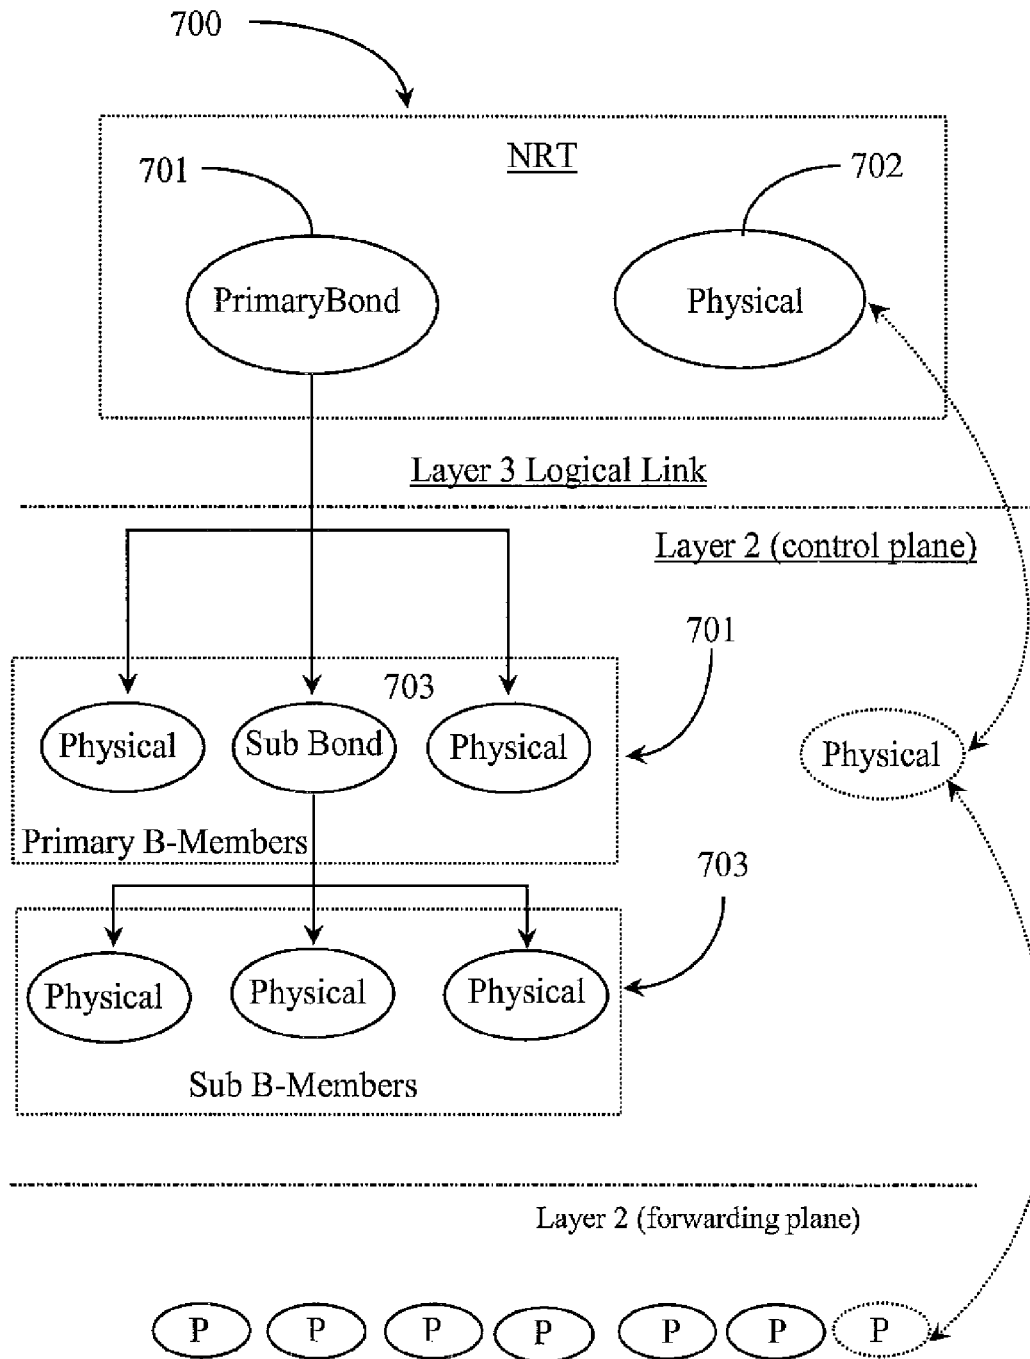 700
NRT
701
702
PrimaryBond
Physical
Layer 3 Logical Link
Layer 2 (control plane)
701
703
Physical
Sub Bond
Physical
Physical
Primary B-Members
703
Physical
Physical
Physical
Sub B-Members
Layer 2 (forwarding plane)
P
P
P
P
P
P
P